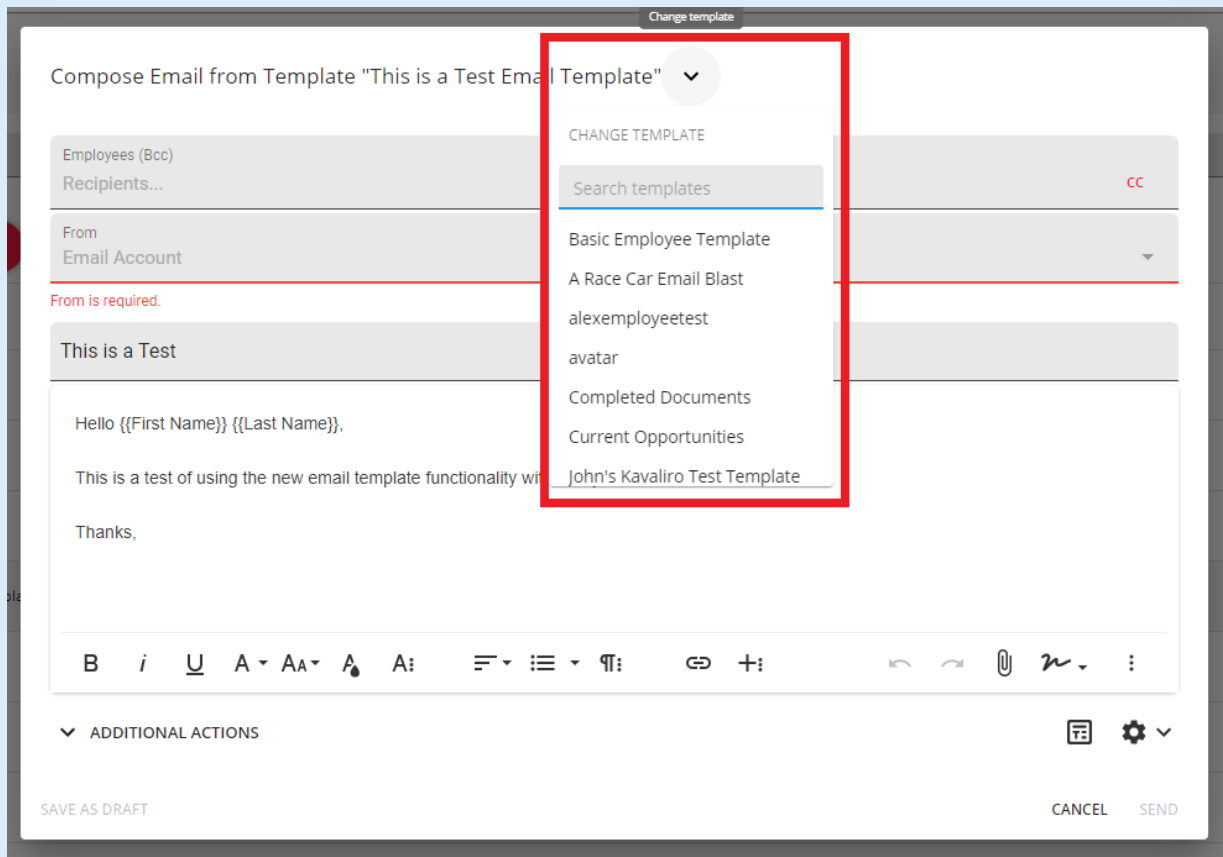 Change template
Compose Email from Template "This is a Test Email Template"
CHANGE TEMPLATE
Search templates
Basic Employee Template
A Race Car Email Blast
alexemployeetest
avatar
Completed Documents
Current Opportunities
John's Kavaliro Test Template
Employees (Bcc)
Recipients...
CC
From
Email Account
From is required.
This is a Test
Hello {{First Name}} {{Last Name}},
This is a test of using the new email template functionality
Thanks,
ADDITIONAL ACTIONS
SAVE AS DRAFT
CANCEL
SEND